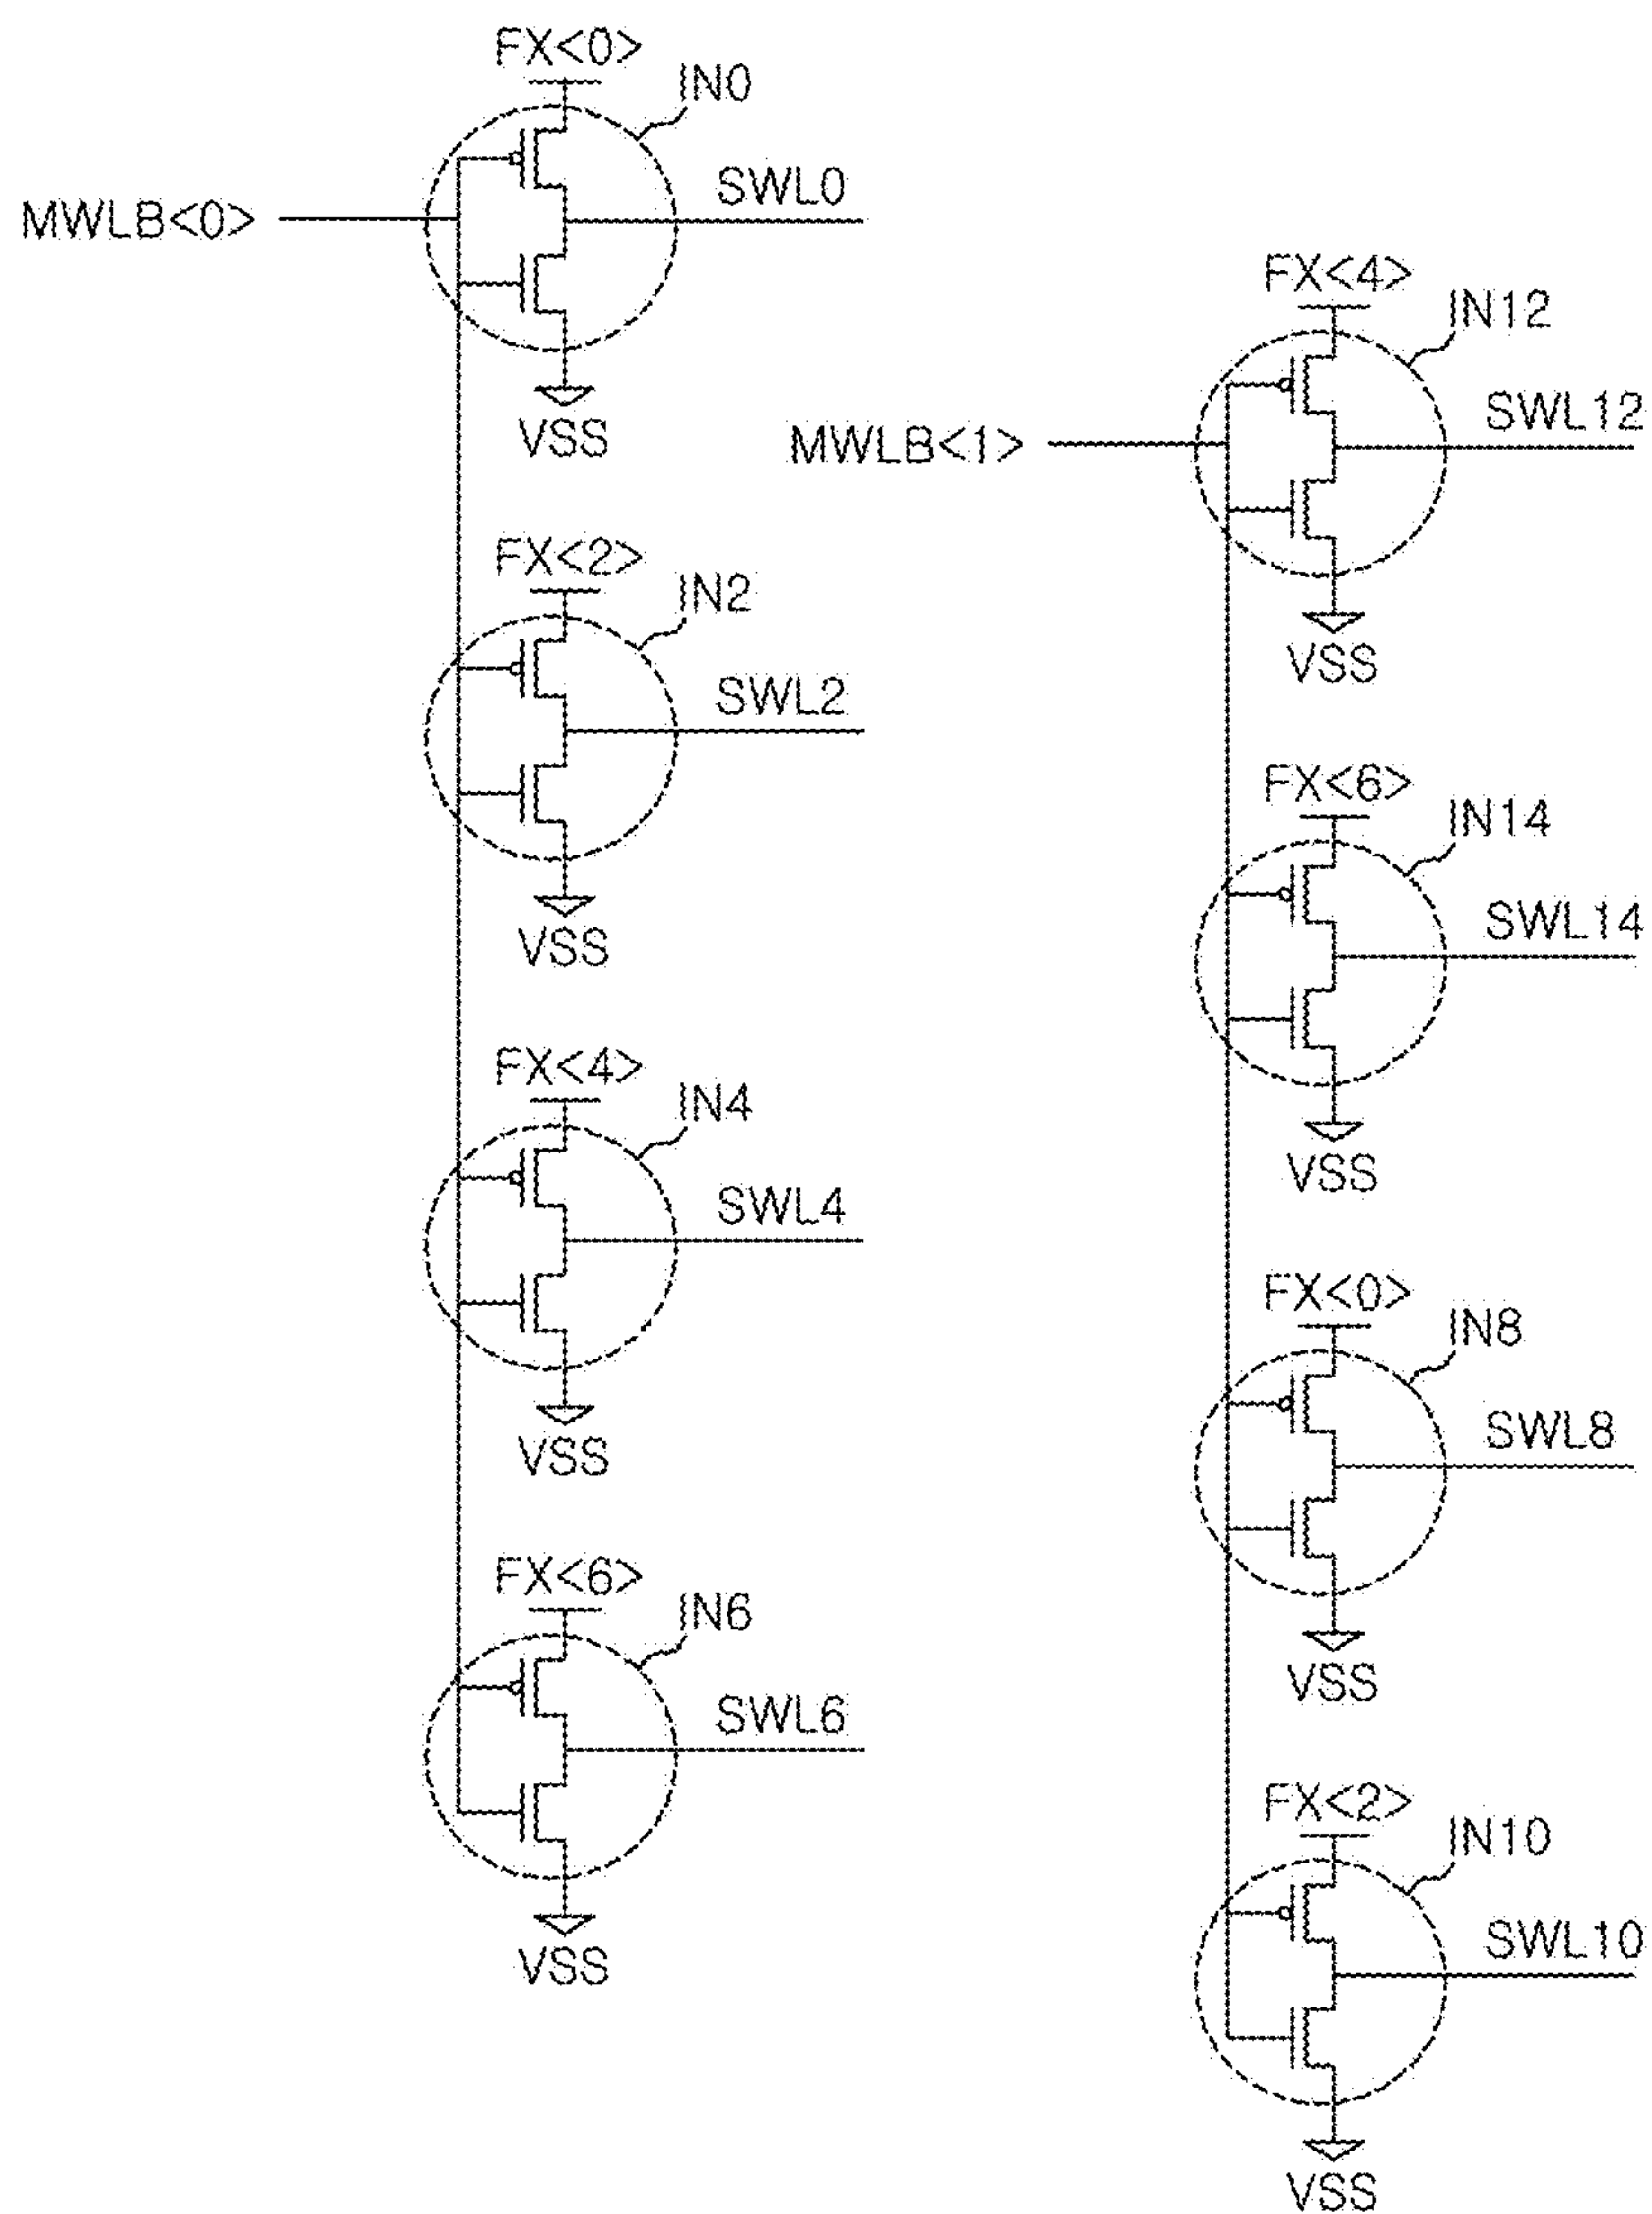 FX<0>
IN0
SWL0
MWLB<0>
VSS
FX<2>
IN2
SWL2
VSS
FX<4>
IN4
SWL4
VSS
FX<6>
IN6
SWL6
VSS
FX<4>
IN12
SWL12
MWLB<1>
VSS
FX<6>
IN14
SWL14
VSS
FX<0>
IN8
SWL8
VSS
FX<2>
IN10
SWL10
VSS